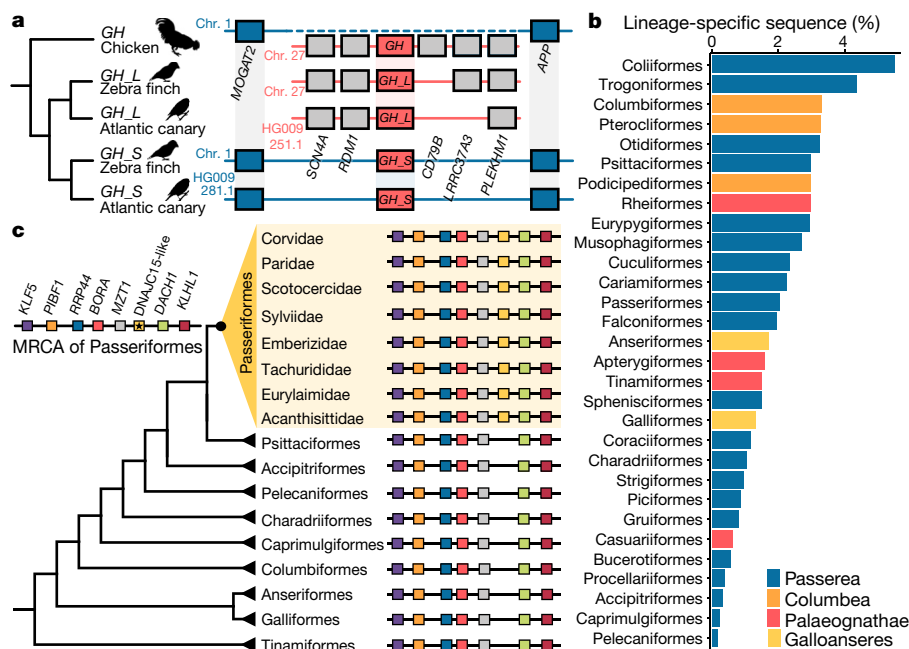 a
GH
Chicken
GH_L
Zebra finch
GH_L
Atlantic canary
GH_S
Zebra finch
GH_S
Atlantic canary
Chr. 1
Chr. 27
Chr. 27
HG009
251.1
Chr. 1
HG009
281.1
MOGAT2
GH
GH_L
GH_L
GH_S
GH_S
SCN4A
RDM1
CD79B
LRRC37A3
PLEKHM1
APP
b
Lineage-specific sequence (%)
0 2 4
Coliiformes
Trogoniformes
Columbiformes
Pterocliformes
Otidiformes
Psittaciformes
Podicipediformes
Rheiformes
Eurypygiformes
Musophagiformes
Cuculiformes
Cariamiformes
Passeriformes
Falconiformes
Anseriformes
Apterygiformes
Tinamiformes
Sphenisciformes
Galliformes
Coraciiformes
Charadriiformes
Strigiformes
Piciformes
Gruiformes
Casuariiformes
Bucerotiformes
Procellariiformes
Accipitriformes
Caprimulgiformes
Pelecaniformes
Passerea
Columbea
Palaeognathae
Galloanseres
c
KLF5
PIBF1
RRP44
BORA
MZT1
DNAJC15-like
DACH1
KLHL1
MRCA of Passeriformes
Passeriformes
Corvidae
Paridae
Scotocercidae
Sylviidae
Emberizidae
Tachurididae
Eurylaimidae
Acanthisittidae
Psittaciformes
Accipitriformes
Pelecaniformes
Charadriiformes
Caprimulgiformes
Columbiformes
Anseriformes
Galliformes
Tinamiformes